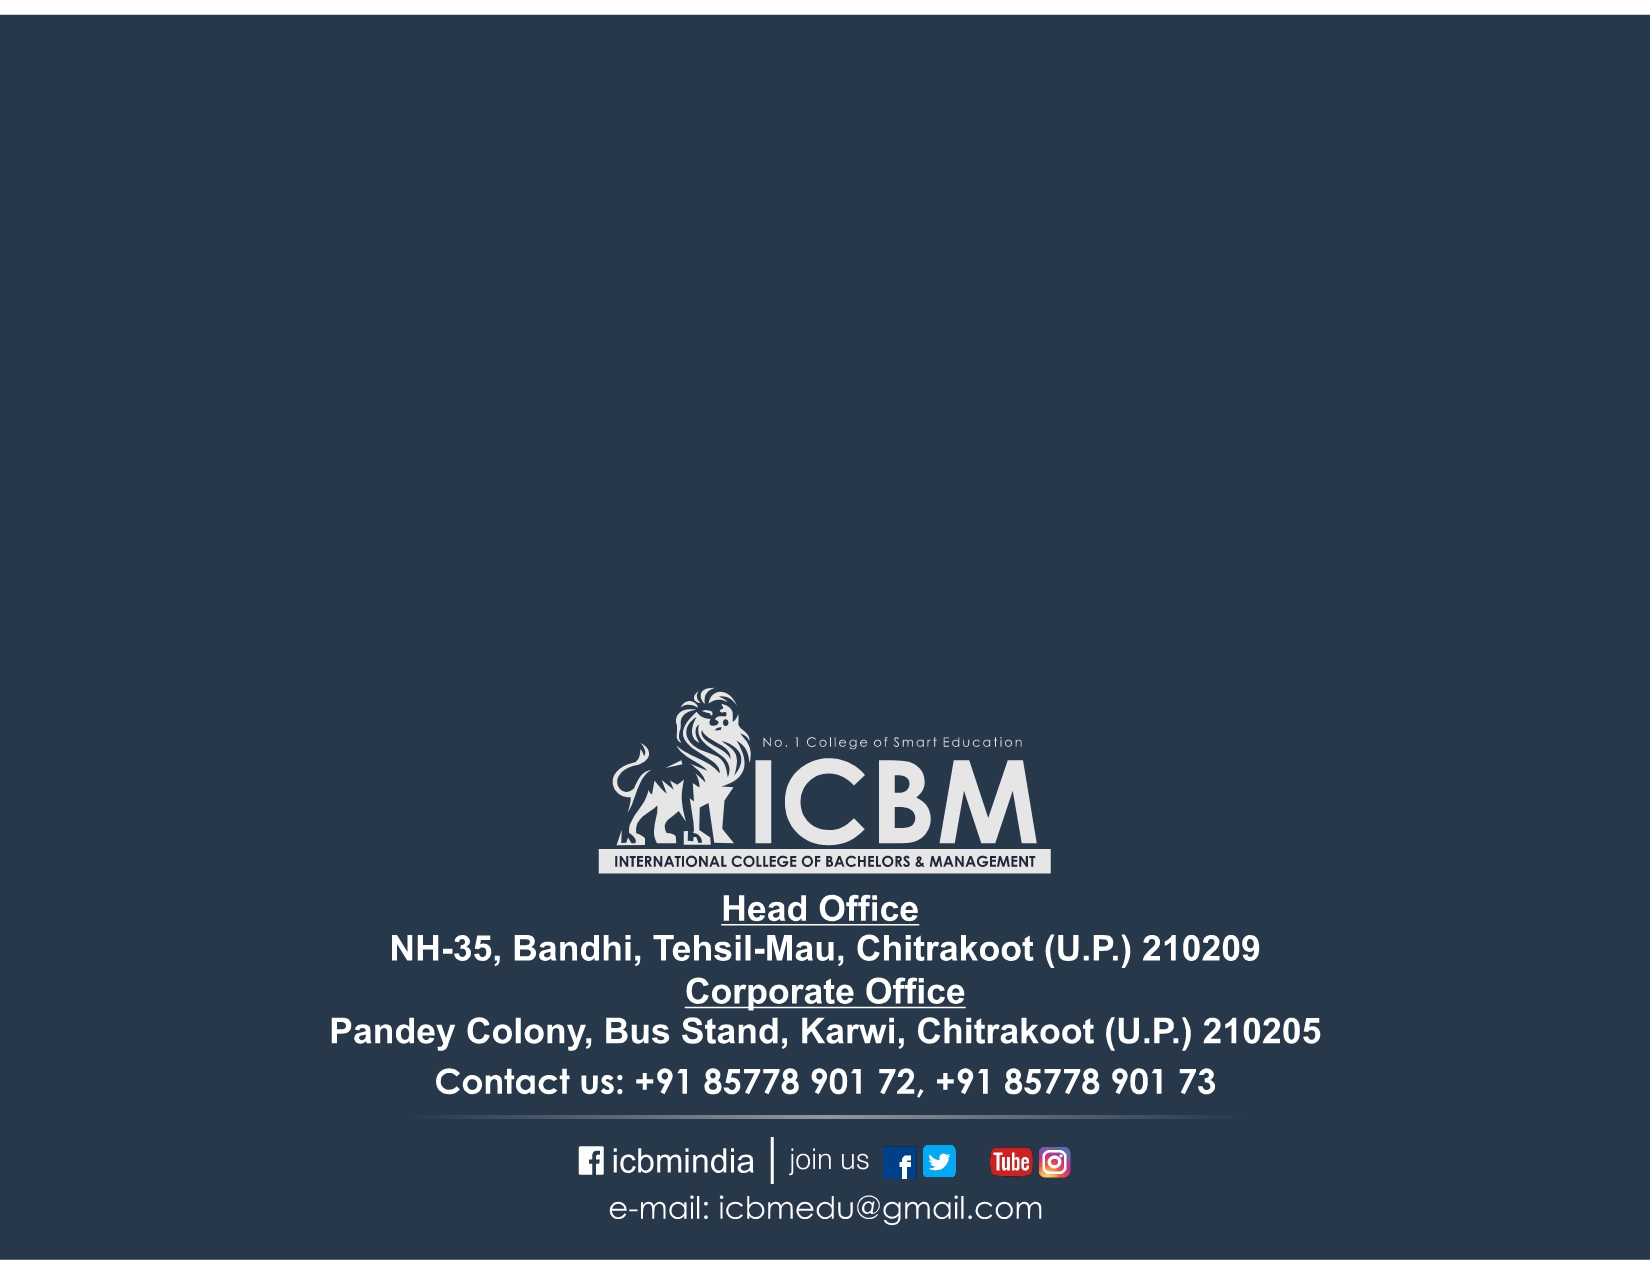 No. 1 College of Smart Education
ICBM
INTERNATIONAL COLLEGE OF BACHELORS & MANAGEMENT
Head Office
NH-35, Bandhi, Tehsil-Mau, Chitrakoot (U.P.) 210209
Corporate Office
Pandey Colony, Bus Stand, Karwi, Chitrakoot (U.P.) 210205
Contact us: +91 85778 901 72, +91 85778 901 73
f icbmindia | join us f Tube
e-mail: icbmedu@gmail.com